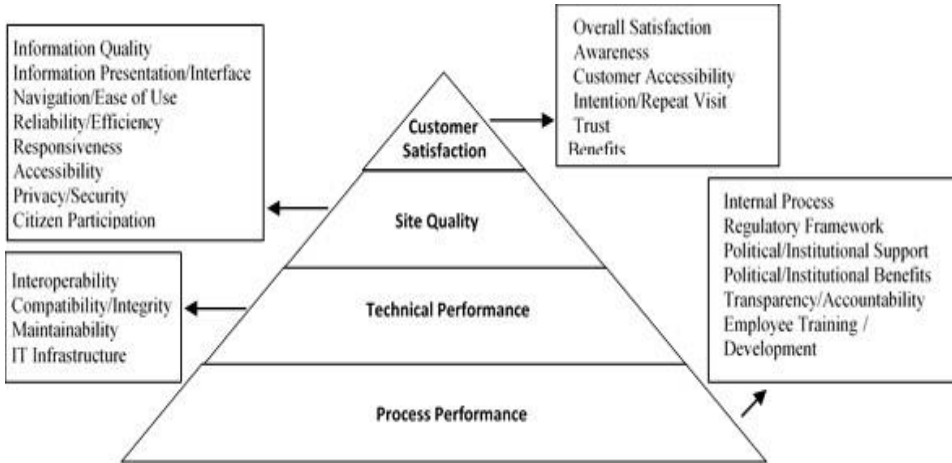 Information Quality
Information Presentation/Interface
Navigation/Ease of Use
Reliability/Efficiency
Responsiveness
Accessibility
Privacy/Security
Citizen Participation
Interoperability
Compatibility/Integrity
Maintainability
IT Infrastructure
Customer
Satisfaction
Site Quality
Technical Performance
Process Performance
Overall Satisfaction
Awareness
Customer Accessibility
Intention/Repeat Visit
Trust
Benefits
Internal Process
Regulatory Framework
Political/Institutional Support
Political/Institutional Benefits
Transparency/Accountability
Employee Training /
Development